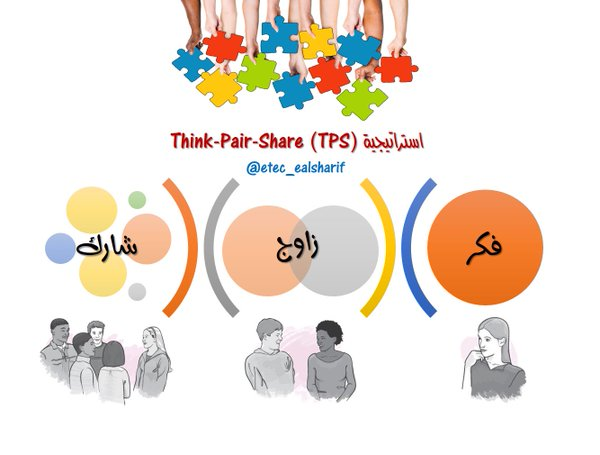 استراتيجية Think-Pair-Share (TPS)
@etec_ealsharif
فكر
زاوج
شارك